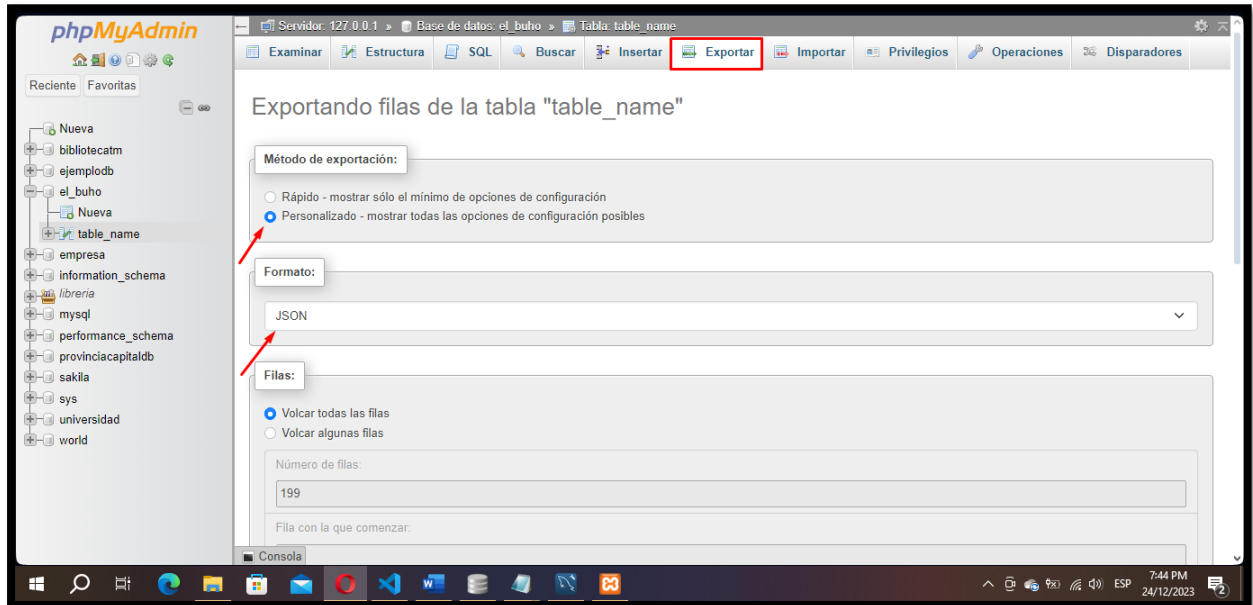 phpMyAdmin
Reciente Favoritas
Nueva
bibliotecatm
ejemplodb
el_buho
Nueva
table_name
empresa
information_schema
libreria
mysql
performance_schema
provinciacapitaldb
sakila
sys
universidad
world
Servidor: 127.0.0.1 » Base de datos: el_buho » Tabla: table_name
Examinar Estructura SQL Buscar Insertar Exportar Importar Privilegios Operaciones Disparadores
Exportando filas de la tabla "table_name"
Método de exportación:
Rápido - mostrar sólo el mínimo de opciones de configuración
Personalizado - mostrar todas las opciones de configuración posibles
Formato:
JSON
Filas:
Volcar todas las filas
Volcar algunas filas
Número de filas:
199
Fila con la que comenzar:
Consola
ESP
7:44 PM
24/12/2023
2